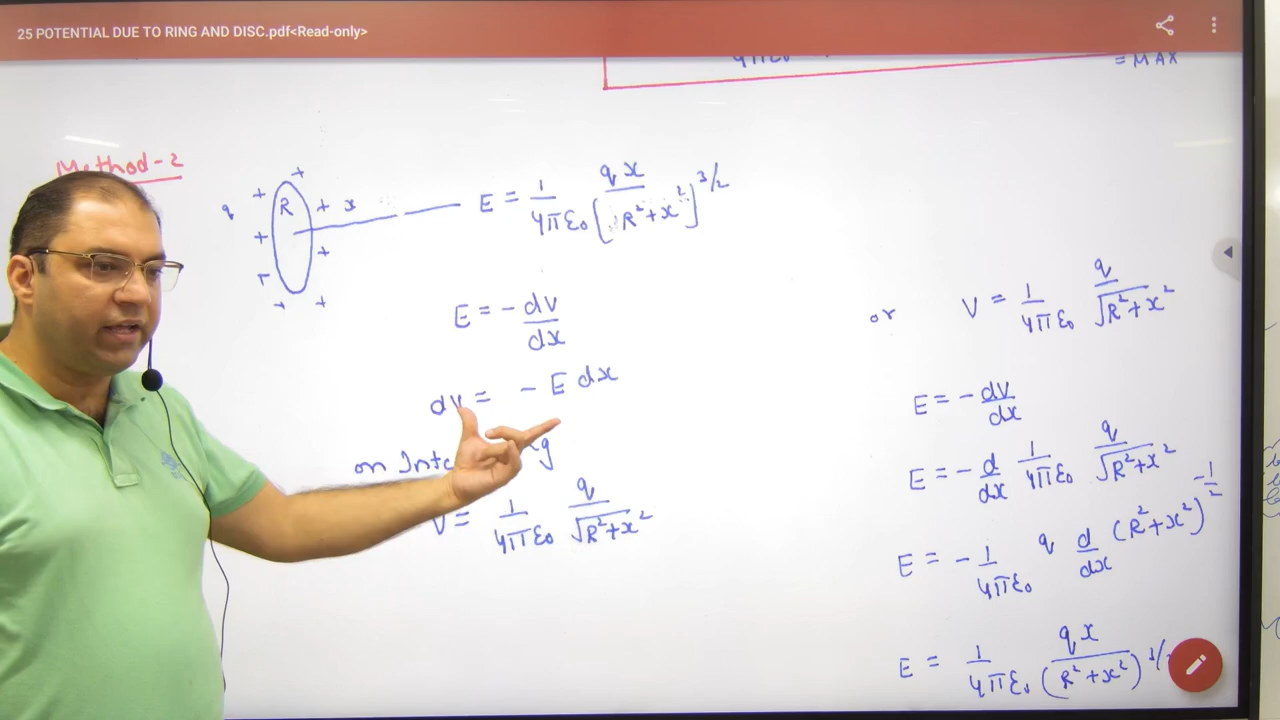 25 POTENTIAL DUE TO RING AND DISC.pdf<Read-only>
= MAX
Method-2
q + + R + x
+ + + + +
E = 1/4πε₀ qx/[R²+x²]^3/2
E = - dv/dx
dv = - E dx
on
V = 1/4πε₀ q/√R²+x²
or V = 1/4πε₀ q/√R²+x²
E = - dv/dx
E = - d/dx 1/4πε₀ q/√R²+x²
E = - 1/4πε₀ q d/dx (R²+x²)^-1/2
E = 1/4πε₀ qx/(R²+x²)